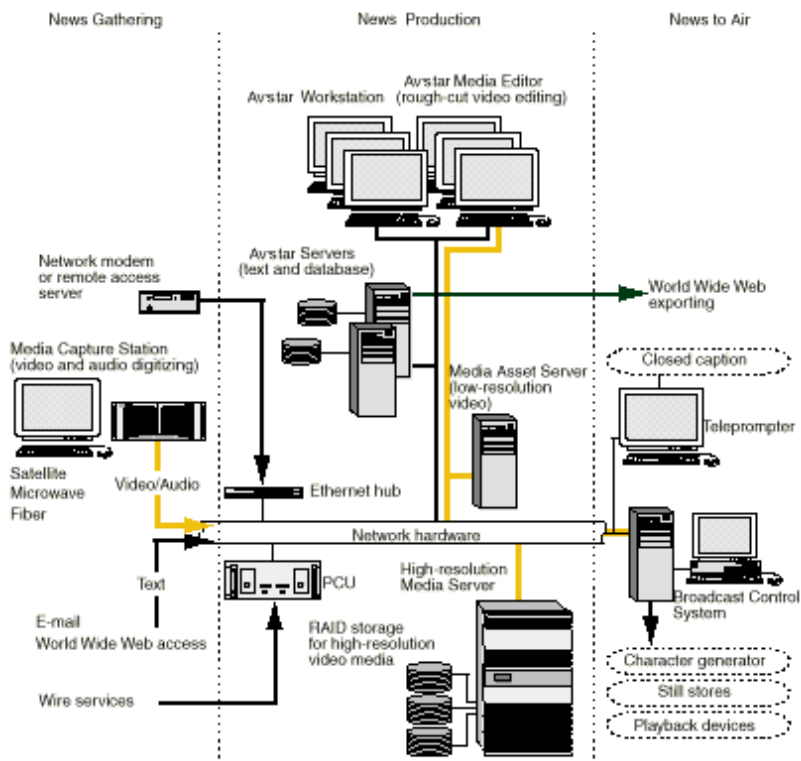 News Gathering
News Production
News to Air
Avstar Workstation
Avstar Media Editor
(rough-cut video editing)
Network modem
or remote access
server
Avstar Servers
(text and database)
World Wide Web
exporting
Media Capture Station
(video and audio digitizing)
Media Asset Server
(low-resolution
video)
Closed caption
Teleprompter
Satellite
Microwave
Fiber
Video/Audio
Ethernet hub
Network hardware
Text
PCU
High-resolution
Media Server
Broadcast Control
System
E-mail
World Wide Web access
RAID storage
for high-resolution
video media
Wire services
Character generator
Still stores
Playback devices